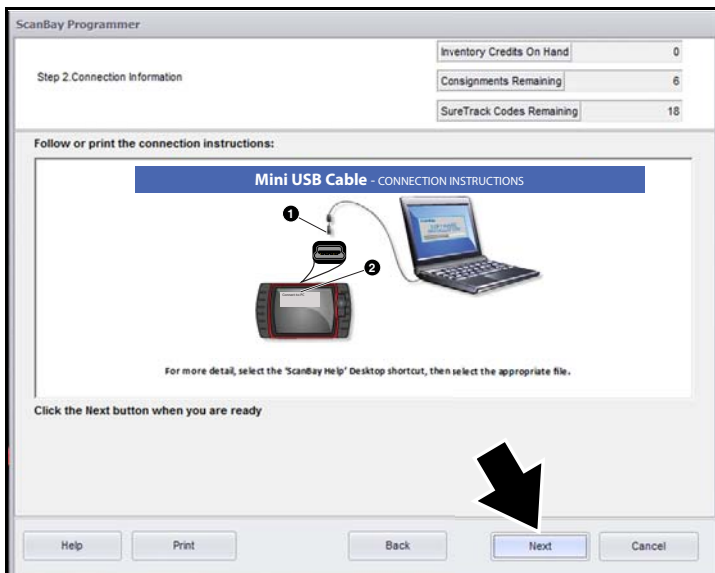 ScanBay Programmer
Step 2.Connection Information
Inventory Credits On Hand 0
Consignments Remaining 6
SureTrack Codes Remaining 18
Follow or print the connection instructions:
Mini USB Cable - CONNECTION INSTRUCTIONS
1
2
Connect to PC
For more detail, select the 'ScanBay Help' Desktop shortcut, then select the appropriate file.
Click the Next button when you are ready
Help Print Back Next Cancel